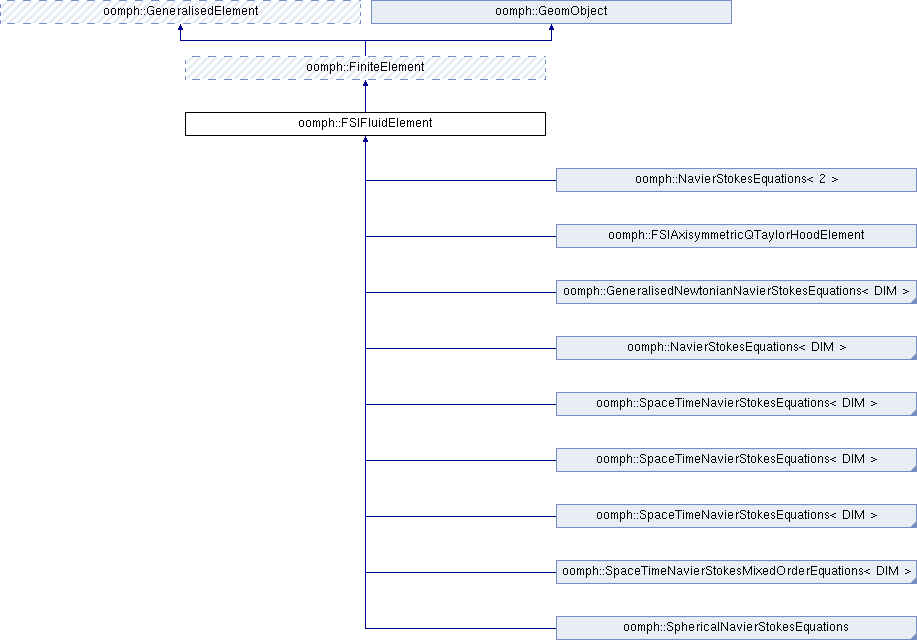 oomph::GeneralisedElement
oomph::GeomObject
oomph::FiniteElement
oomph::FSIFluidElement
oomph::NavierStokesEquations< 2 >
oomph::FSIAxisymmetricQTaylorHoodElement
oomph::GeneralisedNewtonianNavierStokesEquations< DIM >
oomph::NavierStokesEquations< DIM >
oomph::SpaceTimeNavierStokesEquations< DIM >
oomph::SpaceTimeNavierStokesEquations< DIM >
oomph::SpaceTimeNavierStokesEquations< DIM >
oomph::SpaceTimeNavierStokesMixedOrderEquations< DIM >
oomph::SphericalNavierStokesEquations